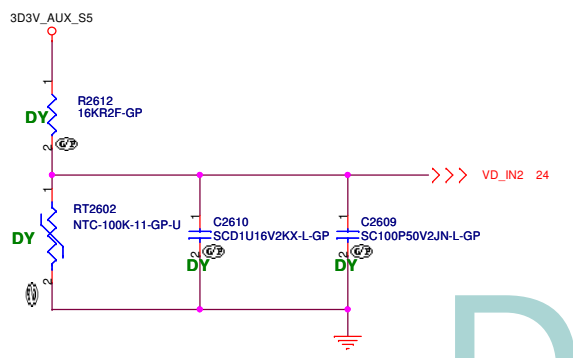 3D3V_AUX_S5
1
R2612
16KR2F-GP
DY
2
G/P
VD_IN2 24
1
RT2602
NTC-100K-11-GP-U
DY
2
1
C2610
SCD1U16V2KX-L-GP
2
G/P
DY
1
C2609
SC100P50V2JN-L-GP
2
G/P
DY
D